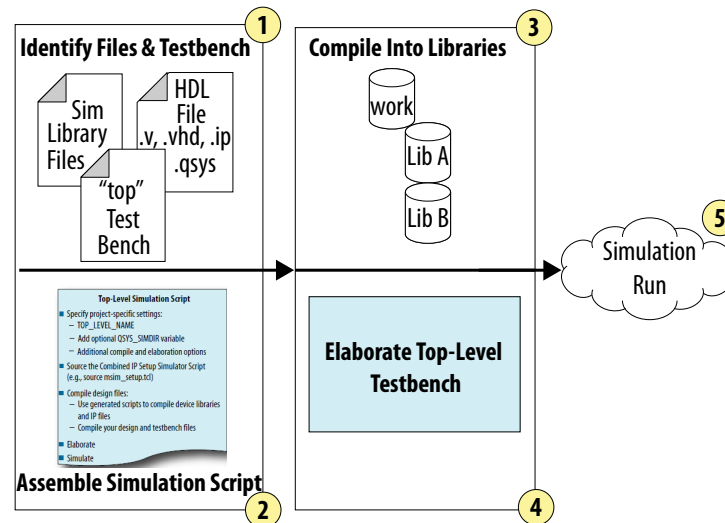 1
Identify Files & Testbench
Sim
Library
Files
HDL
File
.v, .vhd, .ip
.qsys
“top”
Test
Bench
Top-Level Simulation Script
■ Specify project-specific settings:
– TOP_LEVEL_NAME
– Add optional QSYS_SIMDIR variable
– Additional compile and elaboration options
■ Source the Combined IP Setup Simulator Script
(e.g., source msim_setup.tcl)
■ Compile design files:
– Use generated scripts to compile device libraries
and IP files
– Compile your design and testbench files
■ Elaborate
■ Simulate
Assemble Simulation Script
2
3
Compile Into Libraries
work
Lib A
Lib B
Elaborate Top-Level
Testbench
4
5
Simulation
Run